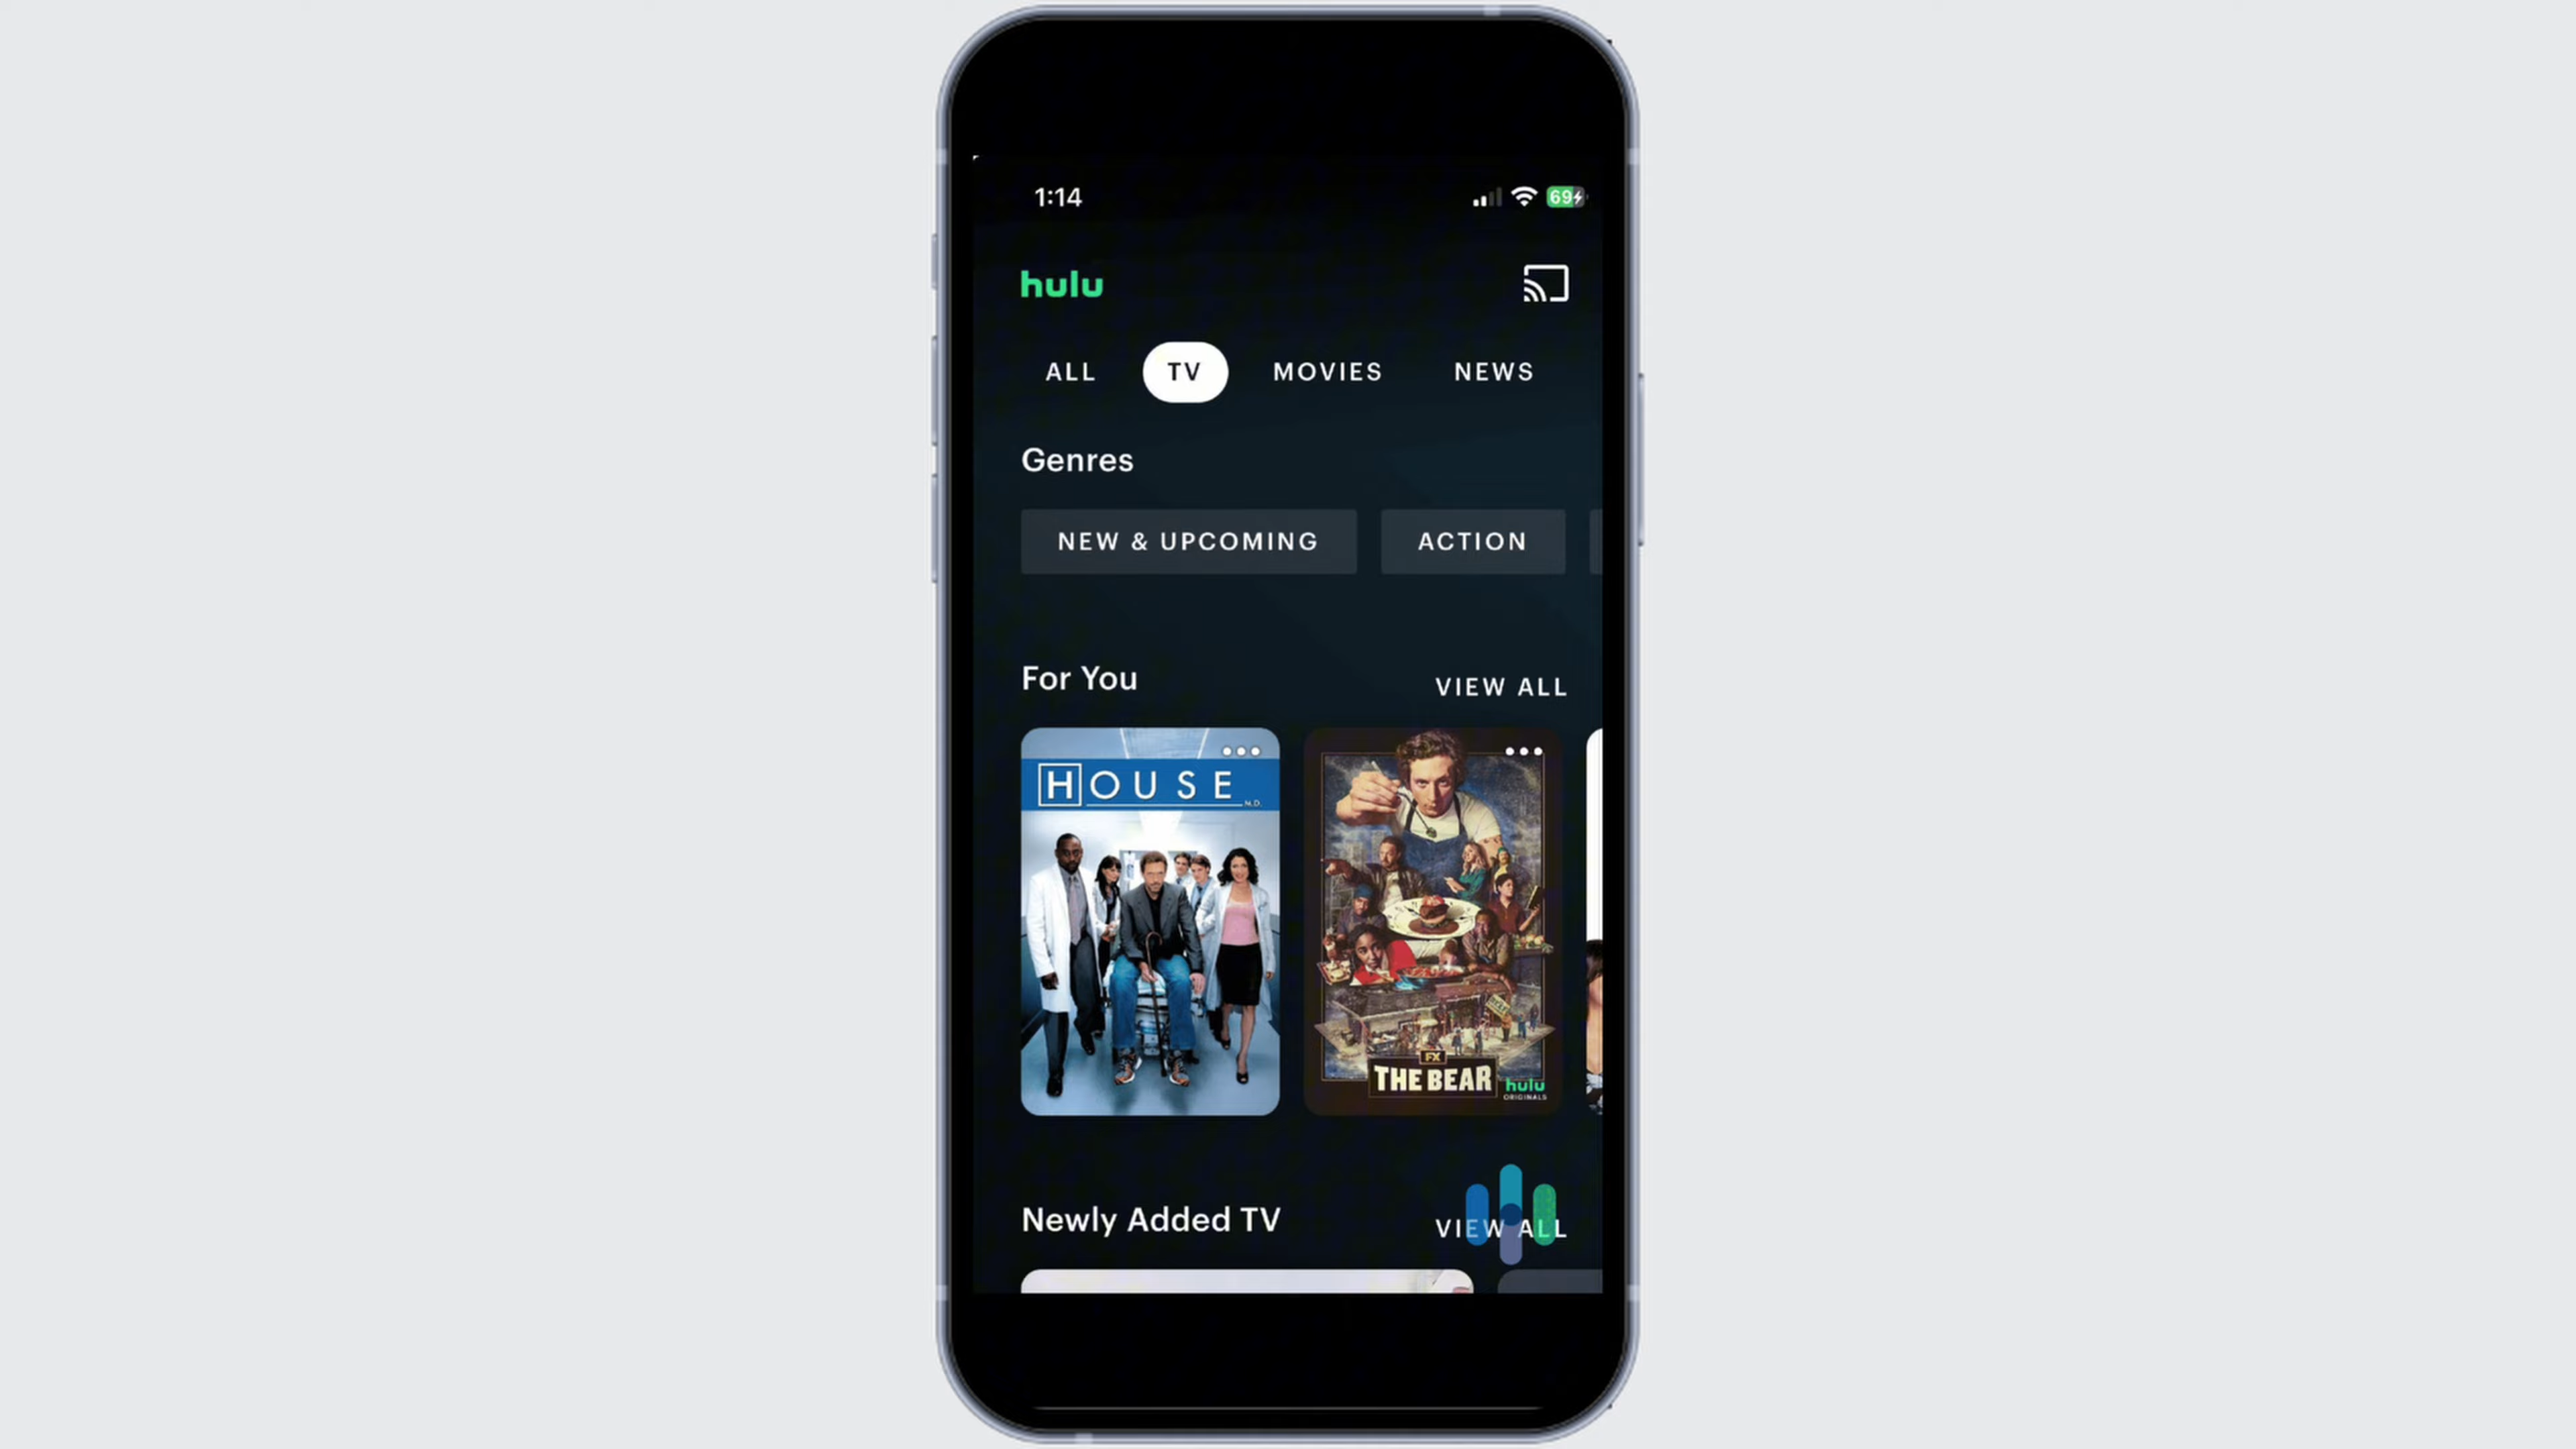 1:14
69
hulu
ALL TV MOVIES NEWS
Genres
NEW & UPCOMING ACTION
For You
VIEW ALL
HOUSE M.D.
FX
THE BEAR
hulu
ORIGINALS
Newly Added TV
VIEW ALL